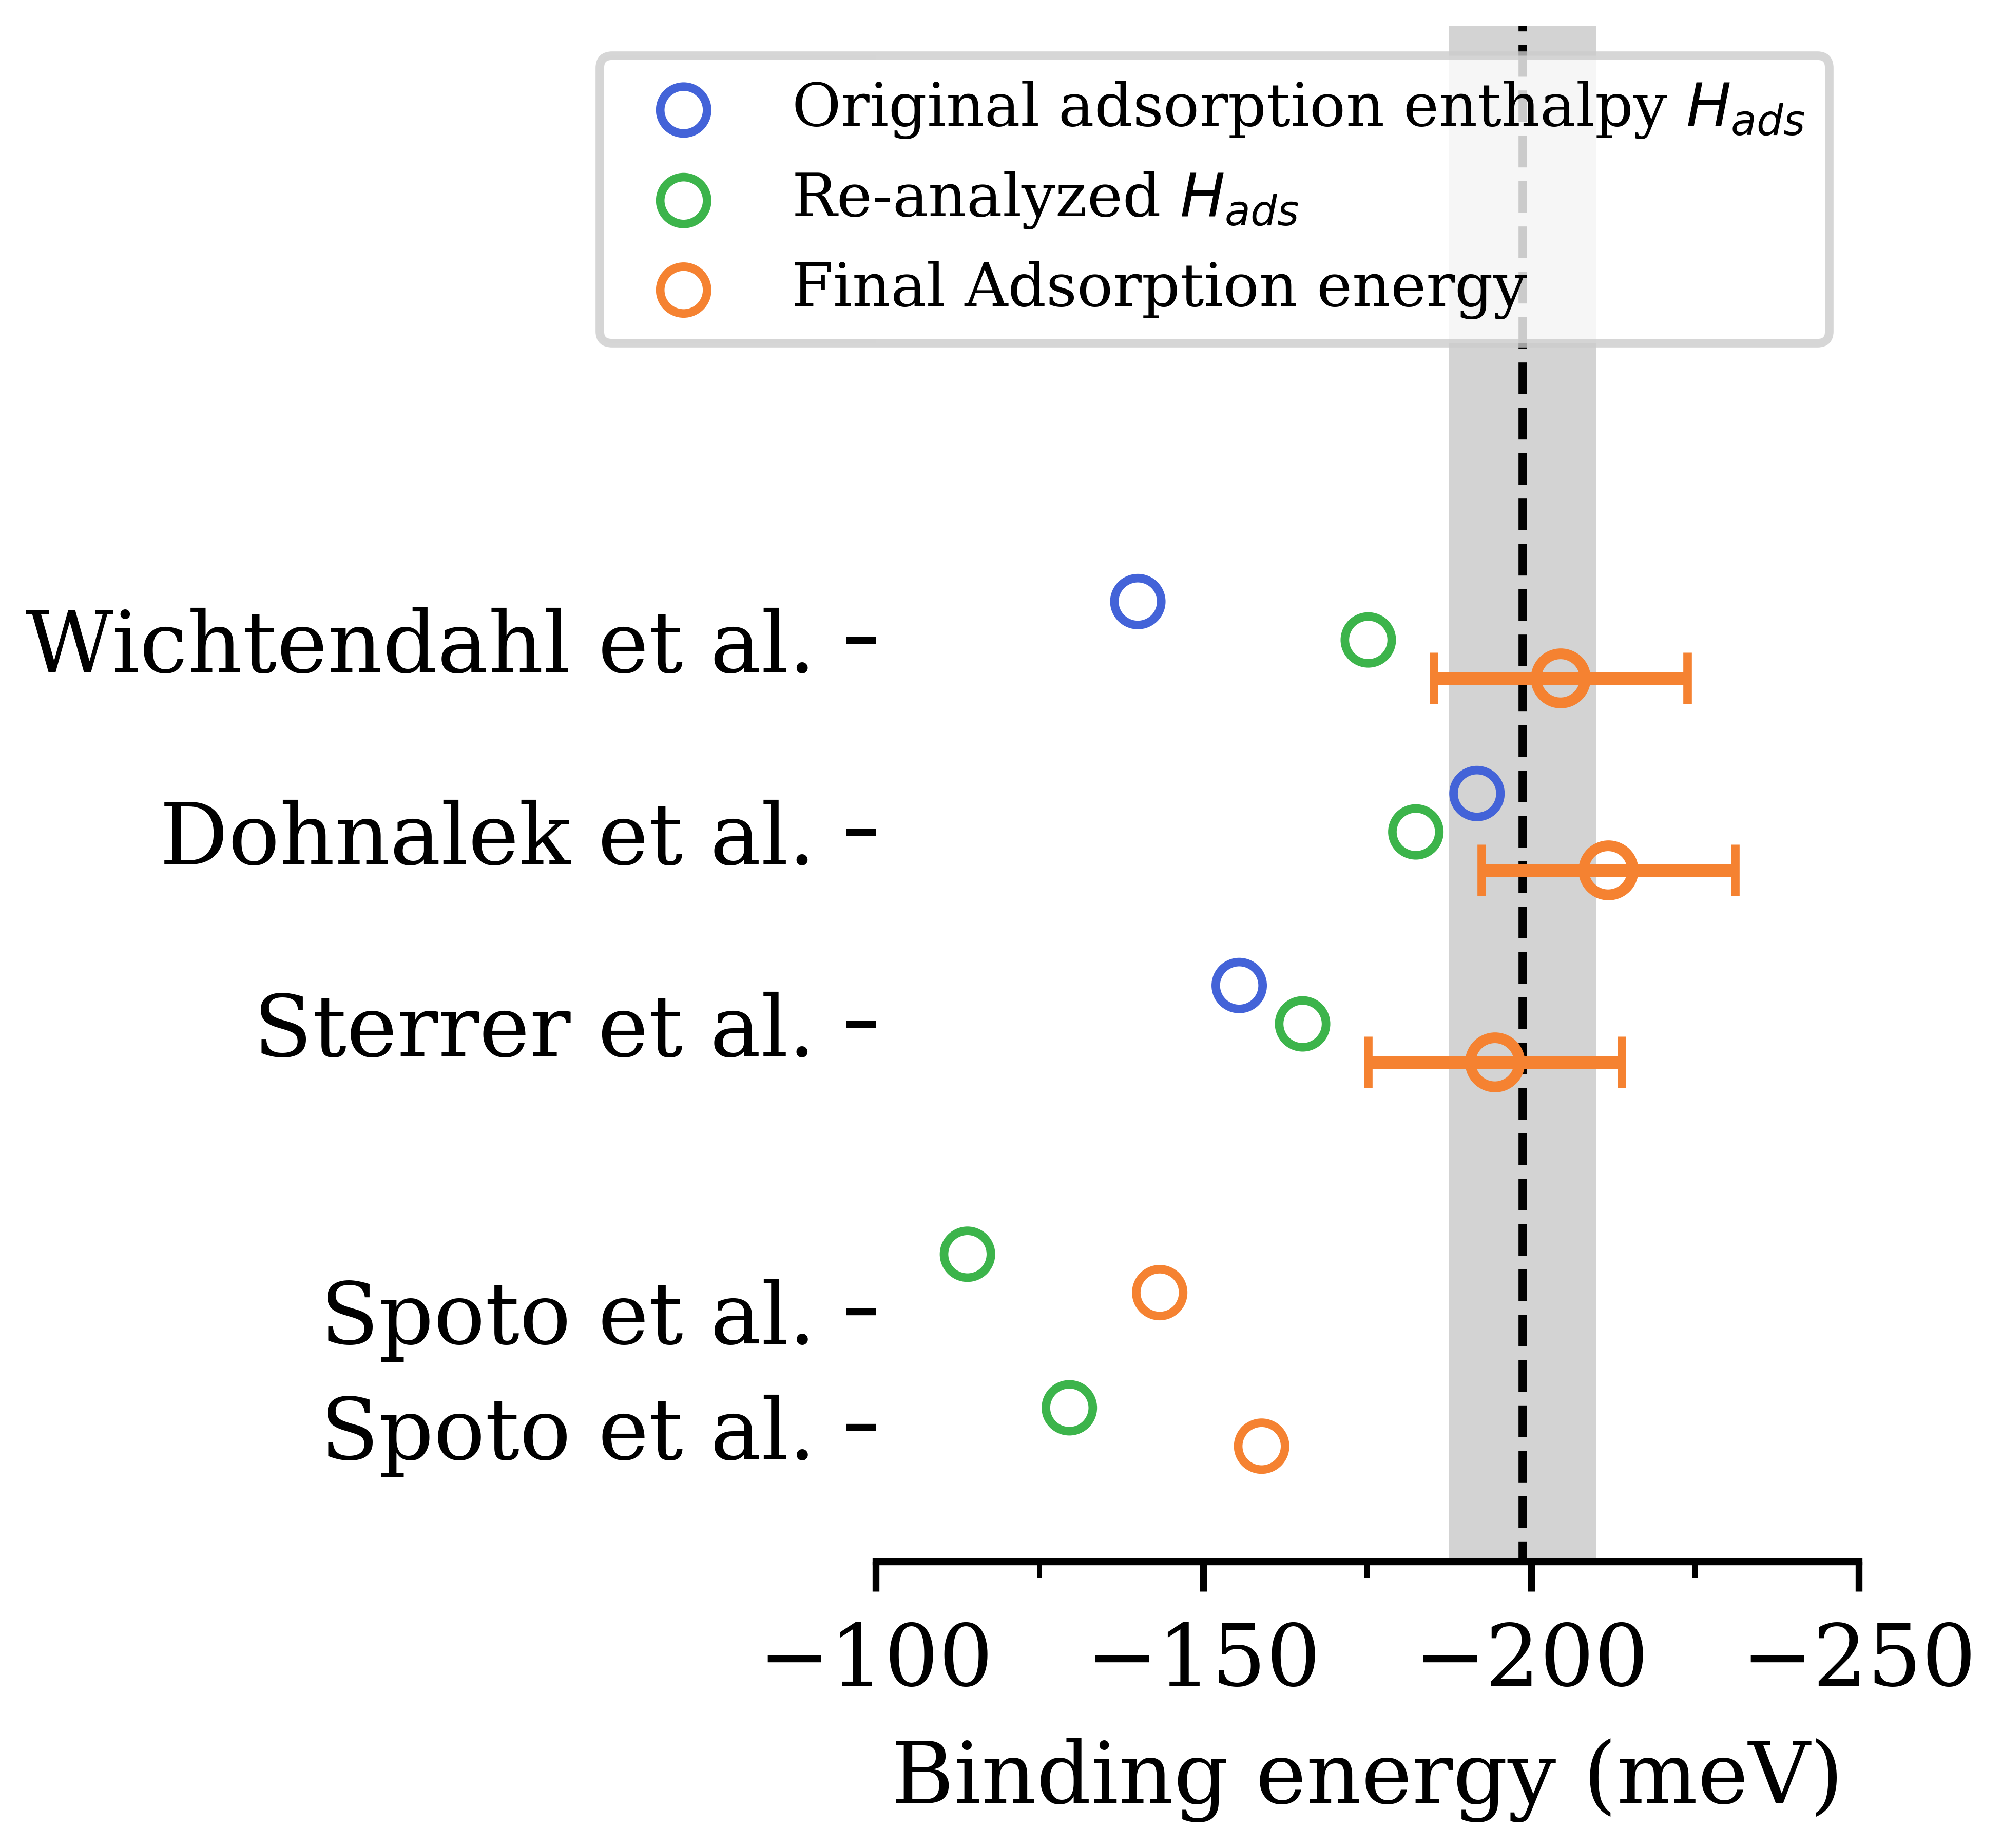 Original adsorption enthalpy H_ads
Re-analyzed H_ads
Final Adsorption energy
Wichtendahl et al.
Dohnalek et al.
Sterrer et al.
Spoto et al.
Spoto et al.
−100 −150 −200 −250
Binding energy (meV)